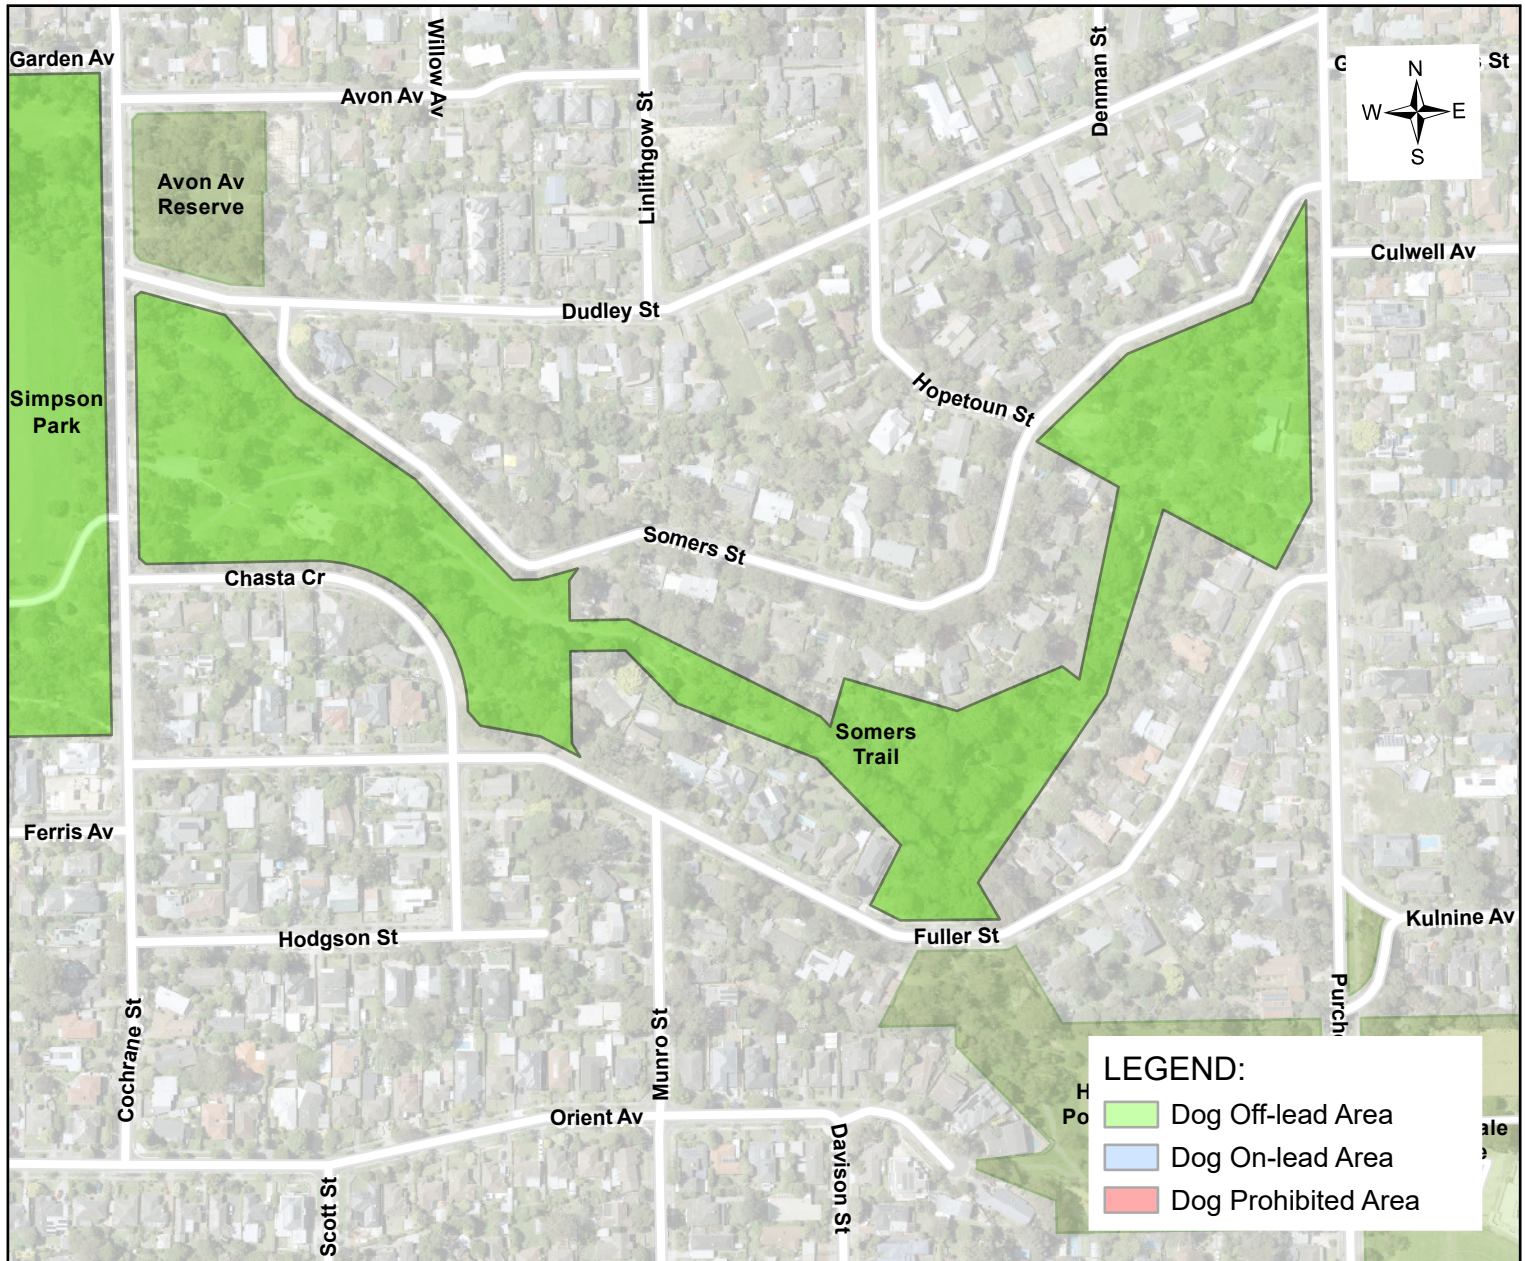 Garden Av
Willow Av
Avon Av
Denman St
St
N
W E
S
Linlithgow St
Avon Av
Reserve
Culwell Av
Dudley St
Simpson
Park
Hopetoun St
Somers St
Chasta Cr
Somers
Trail
Ferris Av
Kulnine Av
Hodgson St
Fuller St
Cochrane St
Munro St
Orient Av
Davison St
Scott St
LEGEND:
Dog Off-lead Area
Dog On-lead Area
Dog Prohibited Area